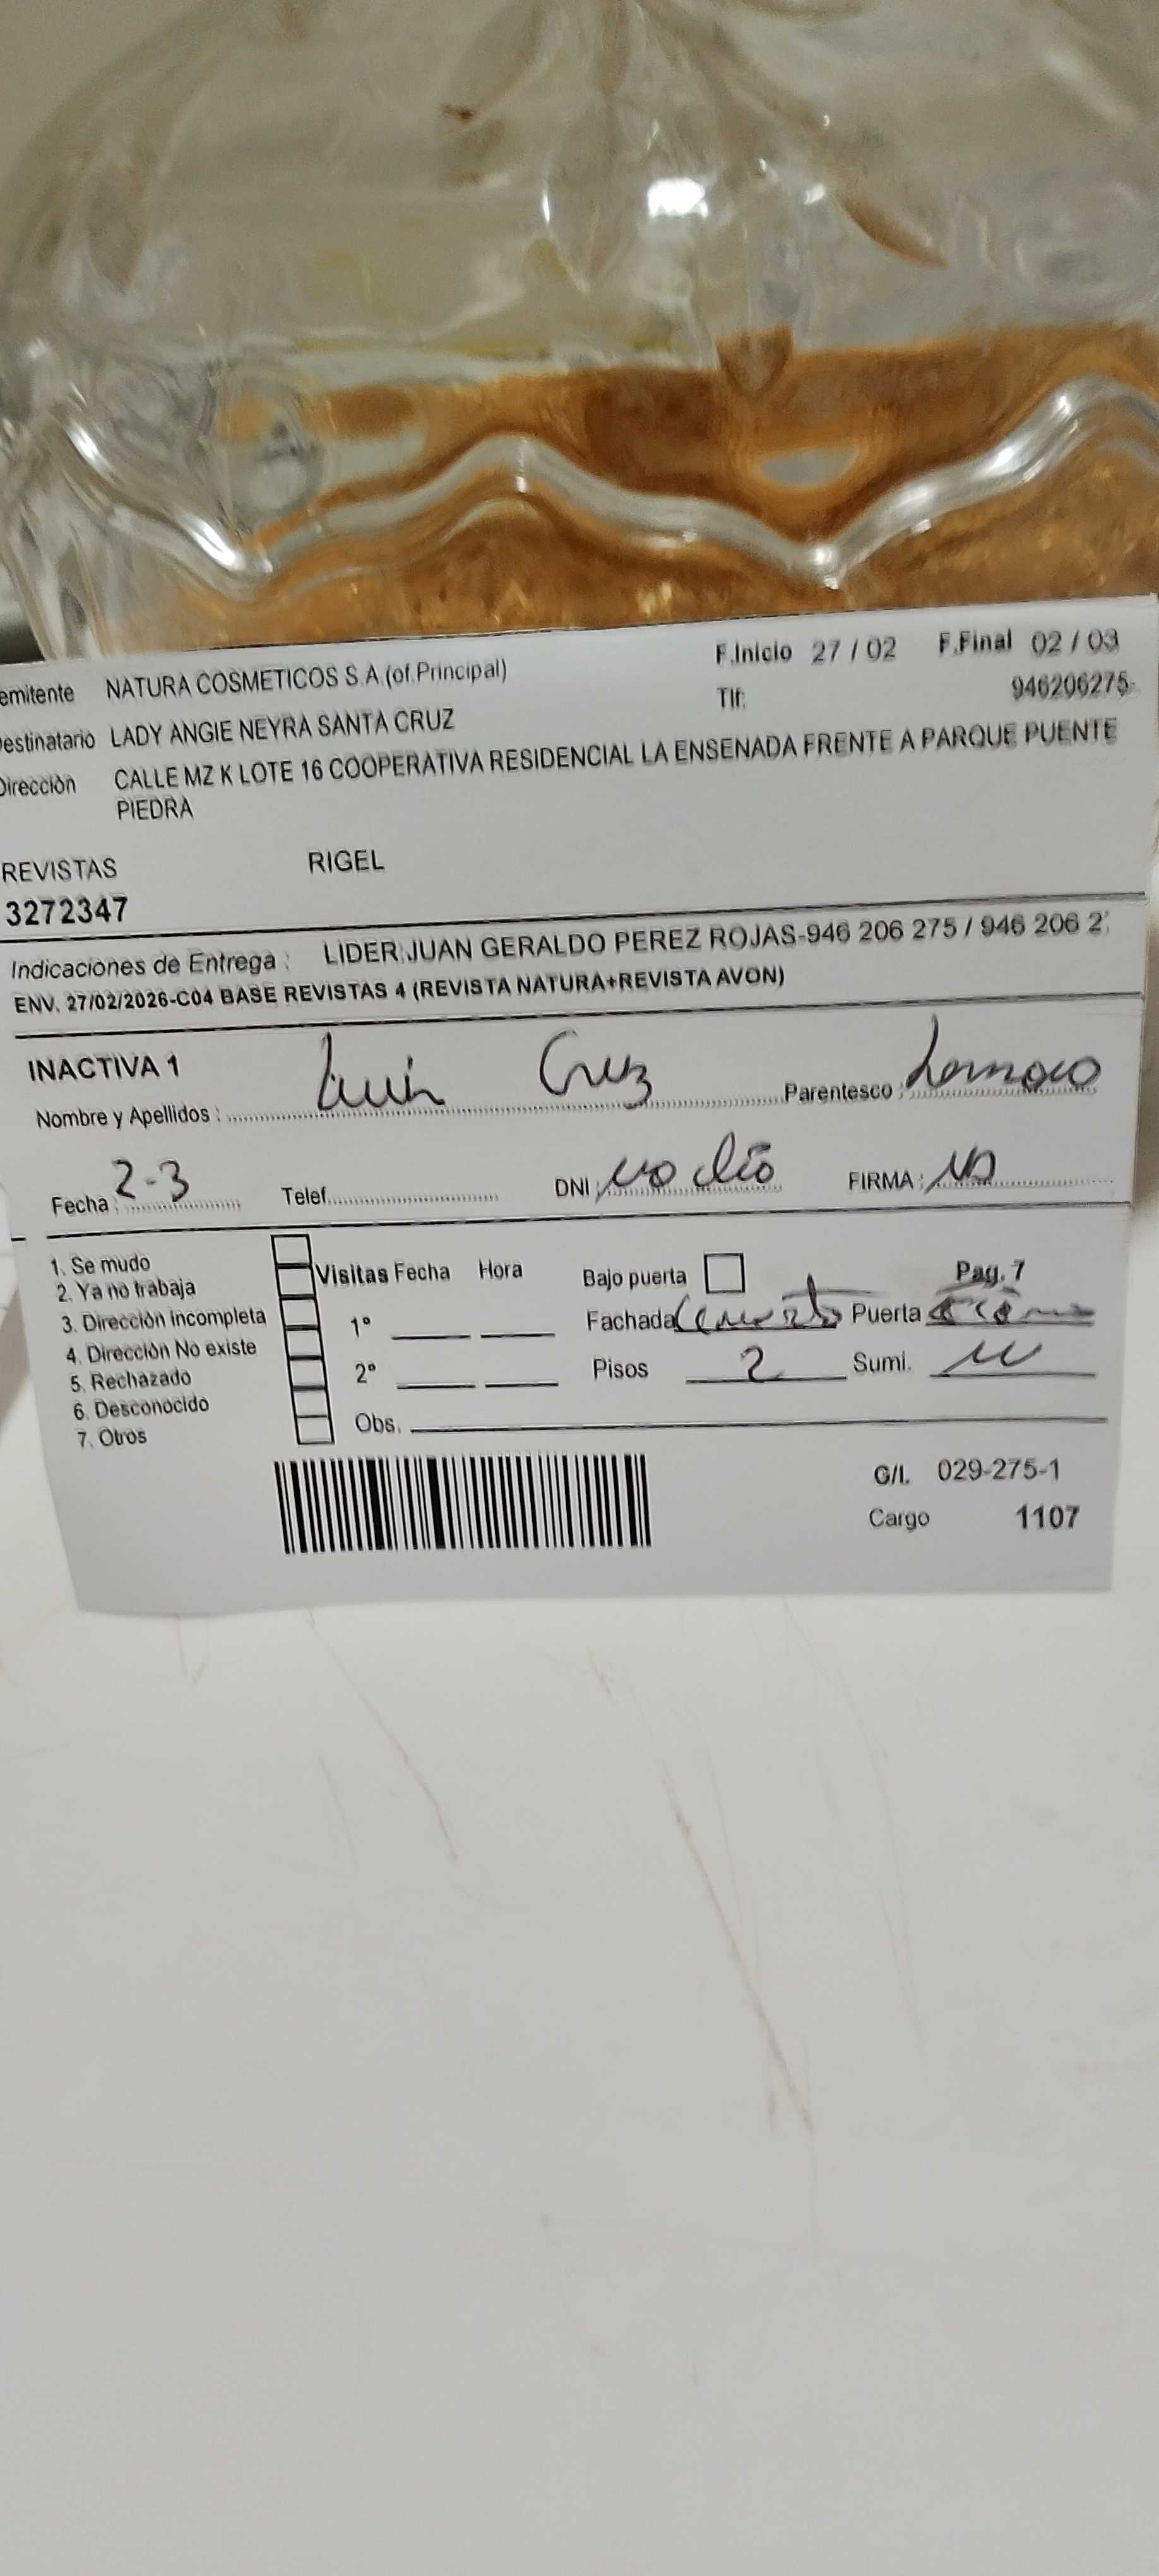 emitente NATURA COSMETICOS S.A.(of.Principal) F.Inicio 27 / 02 F.Final 02 / 03
Tlf: 946206275-
estinatario LADY ANGIE NEYRA SANTA CRUZ
Dirección CALLE MZ K LOTE 16 COOPERATIVA RESIDENCIAL LA ENSENADA FRENTE A PARQUE PUENTE
PIEDRA
REVISTAS RIGEL
3272347
Indicaciones de Entrega : LIDER:JUAN GERALDO PEREZ ROJAS-946 206 275 / 946 206 2
ENV. 27/02/2026-C04 BASE REVISTAS 4 (REVISTA NATURA+REVISTA AVON)
INACTIVA 1
Nombre y Apellidos : Luis Cruz Parentesco :
Fecha : 2-3 Telef. DNI : no dio FIRMA :
1. Se mudo
2. Ya no trabaja
3. Dirección Incompleta
4. Dirección No existe
5. Rechazado
6. Desconocido
7. Otros
Visitas Fecha Hora
1°
2°
Obs.
Bajo puerta Pag. 7
Fachada Puerta
Pisos 2 Sumi.
G/I. 029-275-1
Cargo 1107